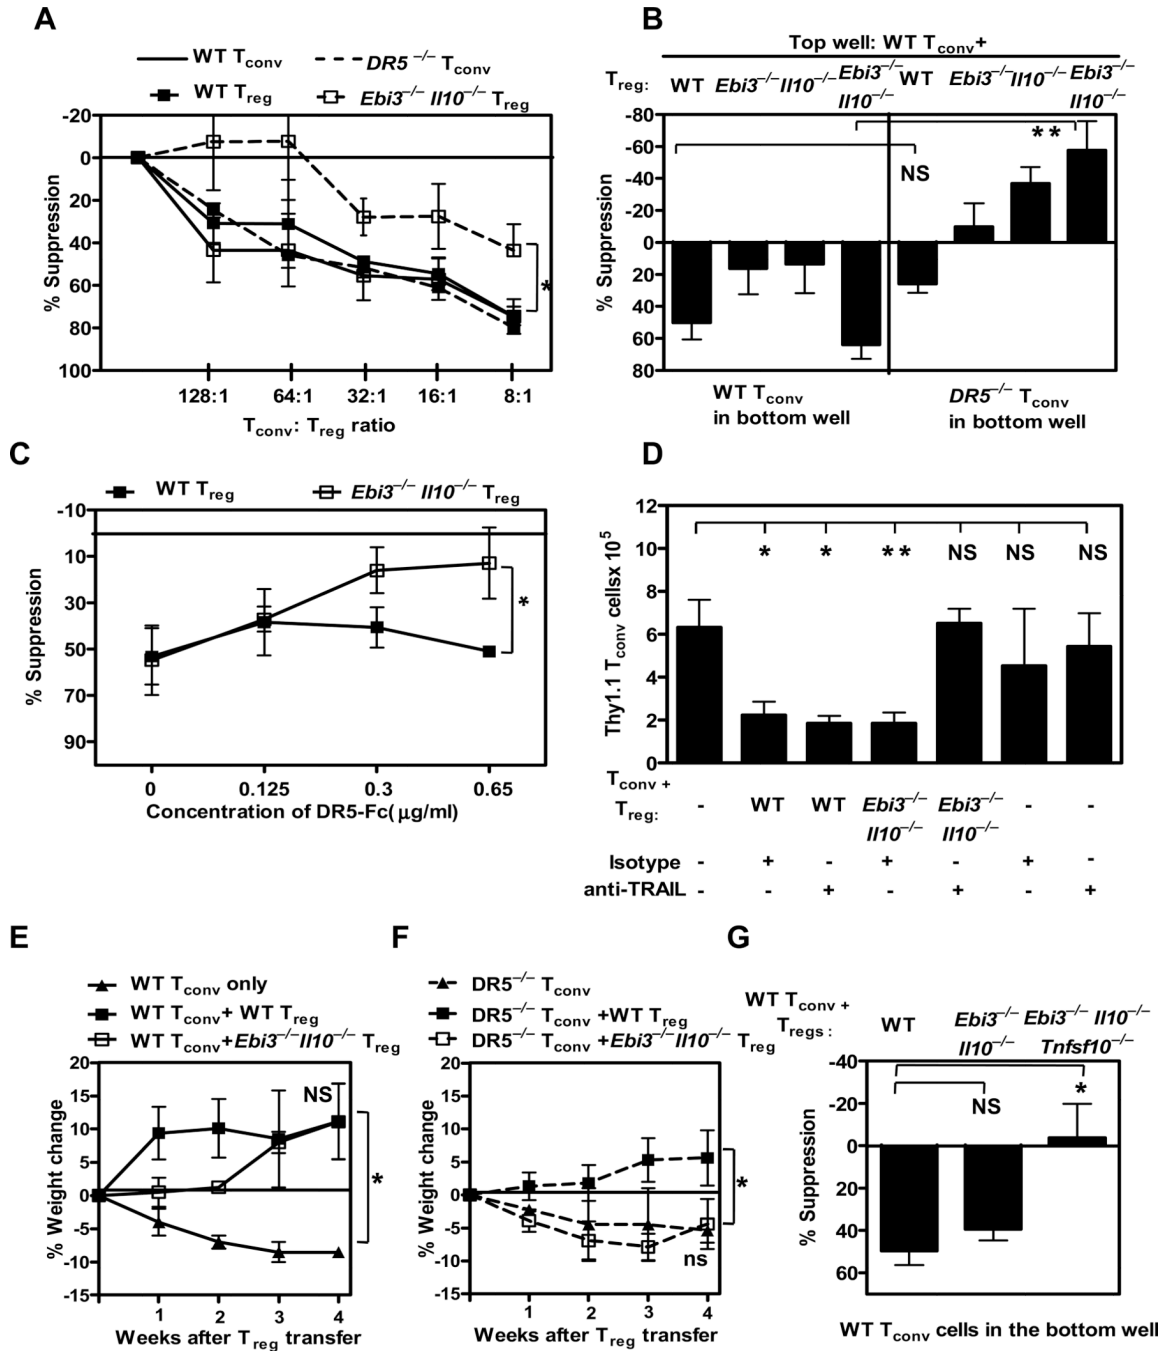 A
WT Tconv
DR5 –/– Tconv
WT Treg
Ebi3–/– Il10–/– Treg
% Suppression
-20
0
20
40
60
80
100
*
128:1
64:1
32:1
16:1
8:1
Tconv: Treg ratio
B
Top well: WT Tconv+
Treg:
WT
Ebi3–/–
Il10–/–
Ebi3–/–
Il10–/–
WT
Ebi3–/–
Il10–/–
Ebi3–/–
Il10–/–
% Suppression
-80
-60
-40
-20
0
20
40
60
80
NS
**
WT Tconv
in bottom well
DR5–/– Tconv
in bottom well
C
WT Treg
Ebi3–/– Il10–/– Treg
% Suppression
-10
10
30
50
70
90
*
0
0.125
0.3
0.65
Concentration of DR5-Fc(μg/ml)
D
Thy1.1 Tconv cellsx 10^5
12
10
8
6
4
2
0
* * ** NS NS NS
Tconv +
Treg:
- WT WT Ebi3–/– Ebi3–/– - -
Il10–/– Il10–/–
Isotype - + - + - + -
anti-TRAIL - - + - + - +
E
WT Tconv only
WT Tconv+ WT Treg
WT Tconv+Ebi3–/–Il10–/– Treg
% Weight change
20
15
10
5
0
-5
-10
-15
NS
*
1 2 3 4
Weeks after Treg transfer
F
DR5–/– Tconv
DR5–/– Tconv +WT Treg
DR5–/– Tconv +Ebi3–/–Il10–/– Treg
% Weight change
20
15
10
5
0
-5
-10
-15
*
ns
1 2 3 4
Weeks after Treg transfer
G
WT Tconv +
Tregs :
WT
Ebi3–/–
Il10–/–
Ebi3–/– Il10–/–
Tnfsf10–/–
% Suppression
-40
-20
0
20
40
60
NS
*
WT Tconv cells in the bottom well